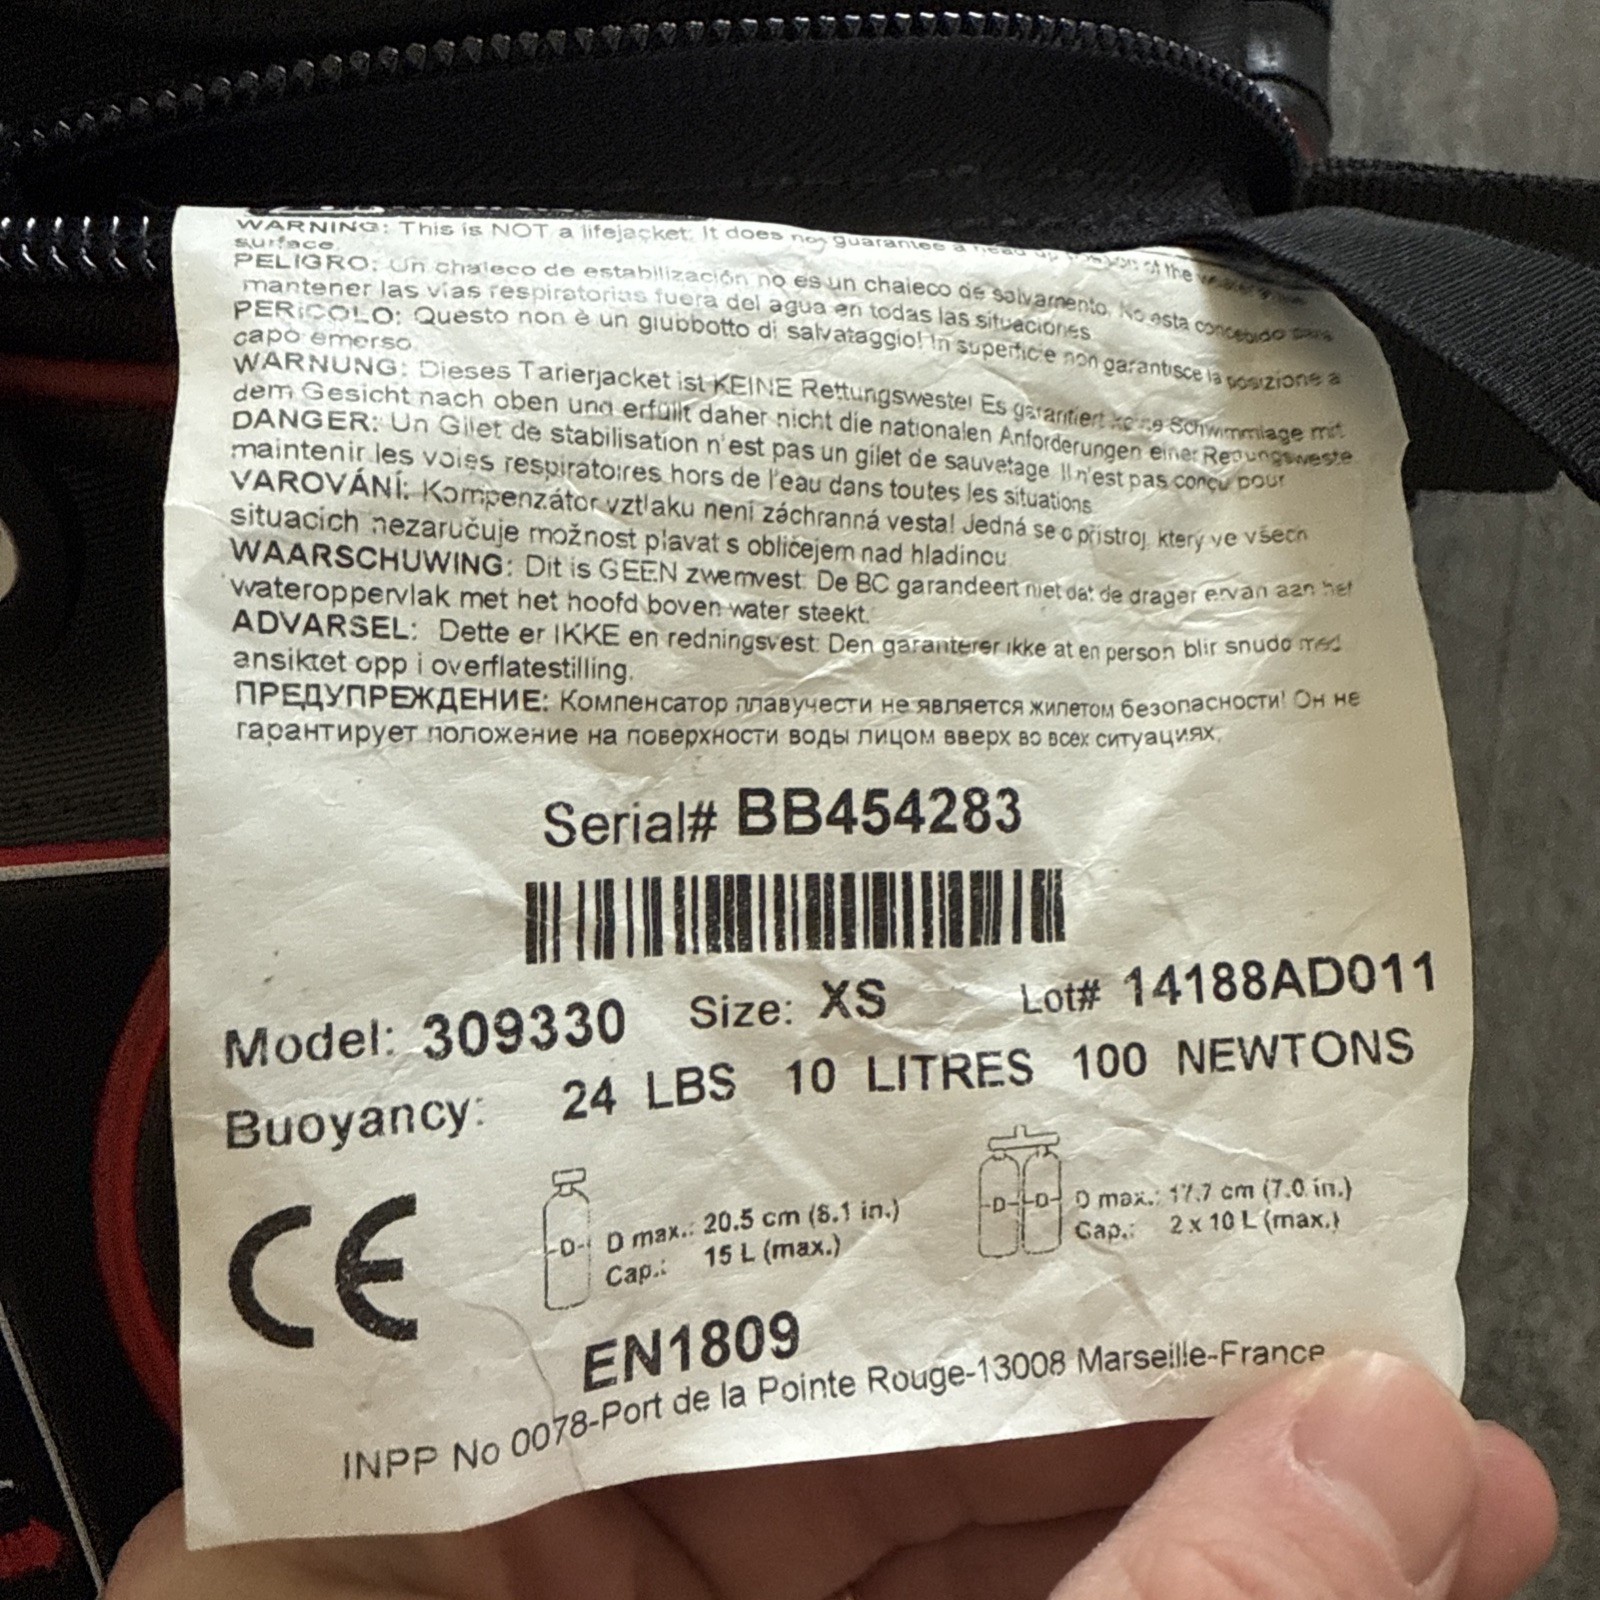 WARNING: This is NOT a lifejacket. It does not guarantee a head up position of the wearer
surface.
PELIGRO: Un chaleco de estabilización no es un chaleco de salvamento. No esta concebido para
mantener las vías respiratorias fuera del agua en todas las situaciones.
PERICOLO: Questo non è un giubbotto di salvataggio! In superficie non garantisce la posizione a
capo emerso.
WARNUNG: Dieses Tarierjacket ist KEINE Rettungsweste! Es garantiert keine Schwimmlage mit
dem Gesicht nach oben und erfüllt daher nicht die nationalen Anforderungen einer Rettungsweste
DANGER: Un Gilet de stabilisation n'est pas un gilet de sauvetage. Il n'est pas conçu pour
maintenir les voies respiratoires hors de l'eau dans toutes les situations.
VAROVÁNÍ: Kompenzátor vztlaku není záchranná vesta! Jedná se o přístroj, který ve všech
situacích nezaručuje možnost plavat s obličejem nad hladinou.
WAARSCHUWING: Dit is GEEN zwemvest. De BC garandeert niet dat de drager ervan aan het
wateroppervlak met het hoofd boven water steekt.
ADVARSEL: Dette er IKKE en redningsvest. Den garanterer ikke at en person blir snudd med
ansiktet opp i overflatestilling.
ПРЕДУПРЕЖДЕНИЕ: Компенсатор плавучести не является жилетом безопасности! Он не
гарантирует положение на поверхности воды лицом вверх во всех ситуациях.
Serial# BB454283
Model: 309330 Size: XS Lot# 14188AD011
Buoyancy: 24 LBS 10 LITRES 100 NEWTONS
CE
-D- D max.: 20.5 cm (8.1 in.)
Cap.: 15 L (max.)
-D- -D- D max.: 17.7 cm (7.0 in.)
Cap.: 2 x 10 L (max.)
EN1809
INPP No 0078-Port de la Pointe Rouge-13008 Marseille-France